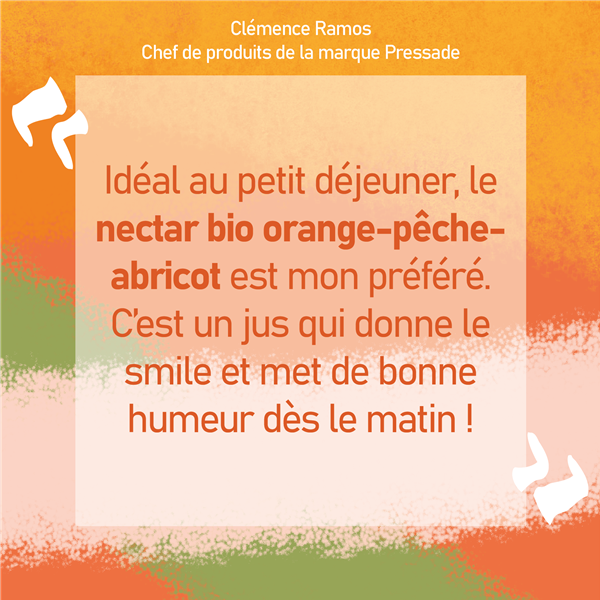 Clémence Ramos
Chef de produits de la marque Pressade
Idéal au petit déjeuner, le
nectar bio orange-pêche-
abricot est mon préféré.
C'est un jus qui donne le
smile et met de bonne
humeur dès le matin !